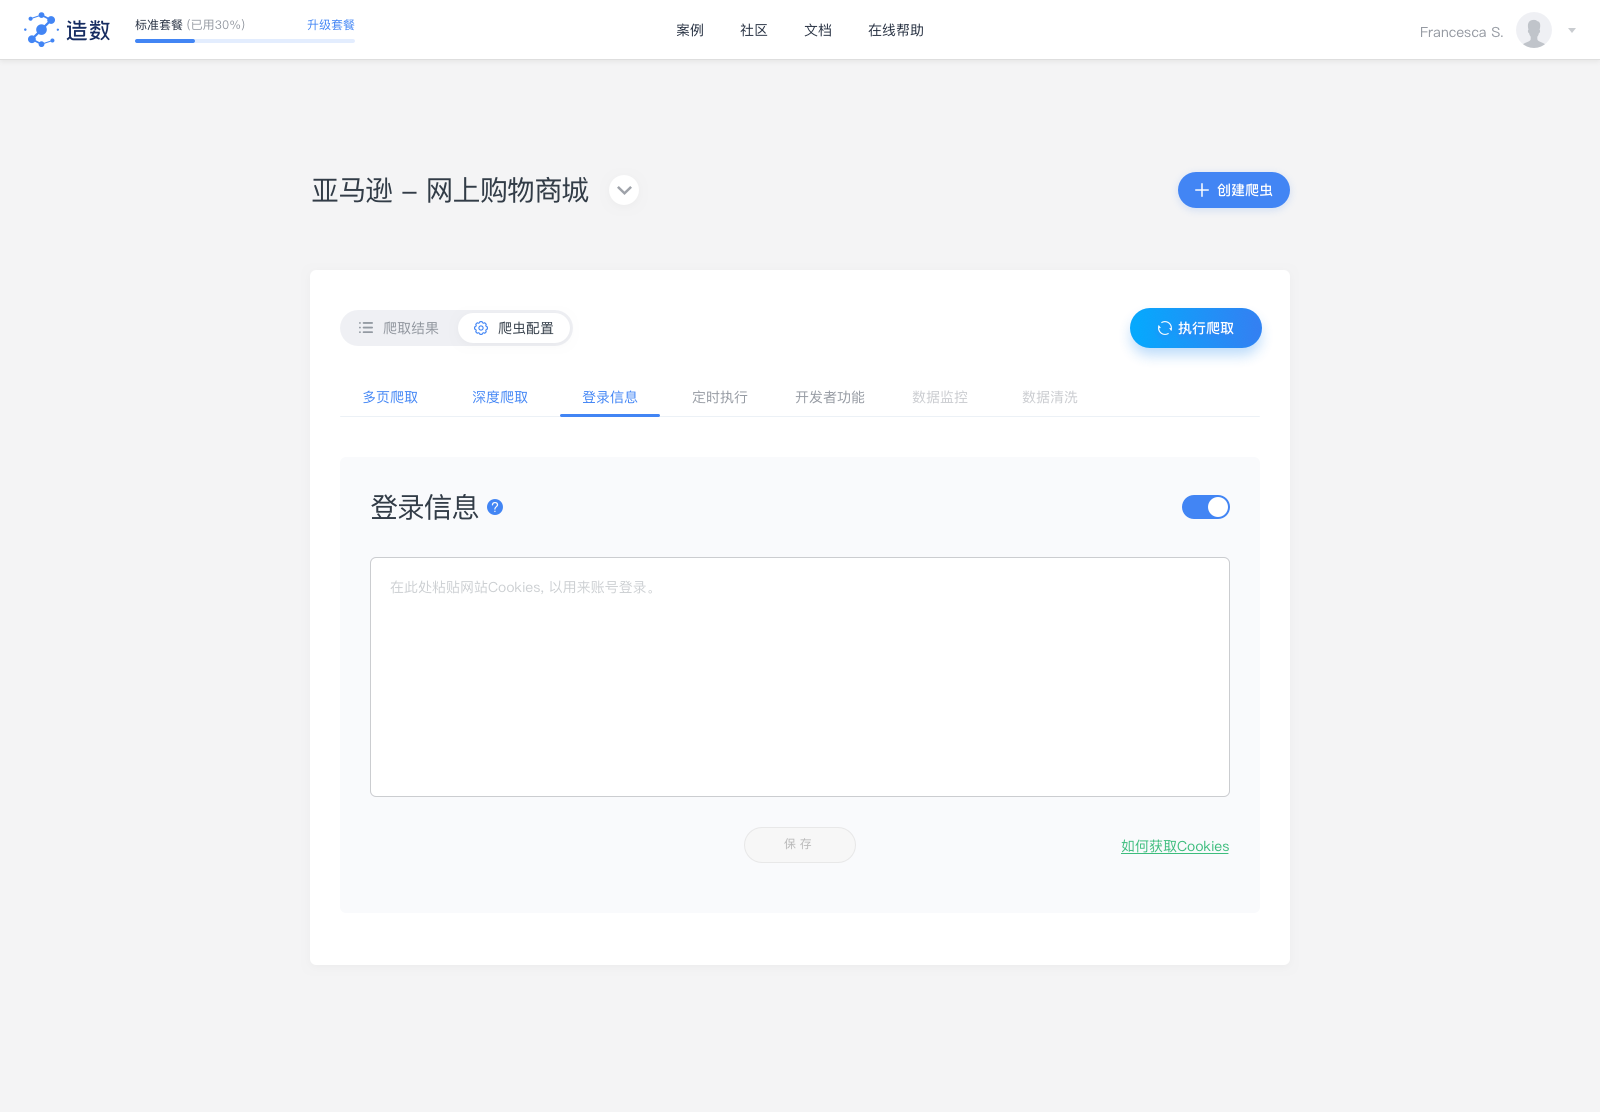 造数
标准套餐 (已用30%) 升级套餐
案例 社区 文档 在线帮助
Francesca S.
亚马逊 – 网上购物商城
创建爬虫
爬取结果 爬虫配置
执行爬取
多页爬取 深度爬取 登录信息 定时执行 开发者功能 数据监控 数据清洗
登录信息 ?
在此处粘贴网站Cookies, 以用来账号登录。
保 存
如何获取Cookies